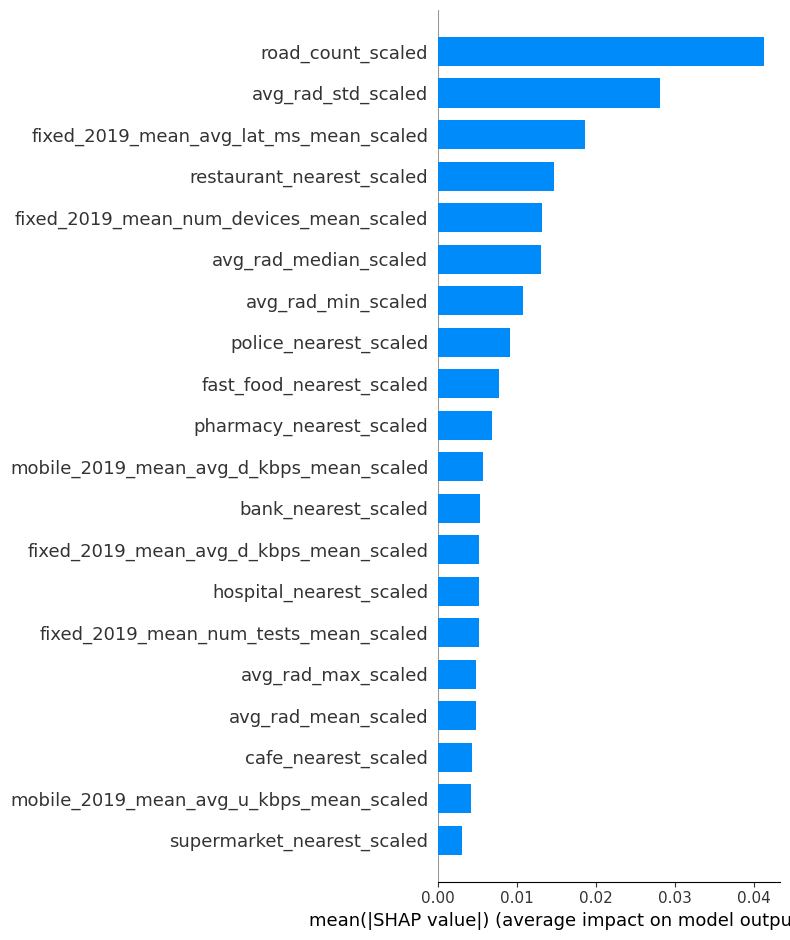 road_count_scaled
avg_rad_std_scaled
fixed_2019_mean_avg_lat_ms_mean_scaled
restaurant_nearest_scaled
fixed_2019_mean_num_devices_mean_scaled
avg_rad_median_scaled
avg_rad_min_scaled
police_nearest_scaled
fast_food_nearest_scaled
pharmacy_nearest_scaled
mobile_2019_mean_avg_d_kbps_mean_scaled
bank_nearest_scaled
fixed_2019_mean_avg_d_kbps_mean_scaled
hospital_nearest_scaled
fixed_2019_mean_num_tests_mean_scaled
avg_rad_max_scaled
avg_rad_mean_scaled
cafe_nearest_scaled
mobile_2019_mean_avg_u_kbps_mean_scaled
supermarket_nearest_scaled
0.00 0.01 0.02 0.03 0.04
mean(|SHAP value|) (average impact on model outpu